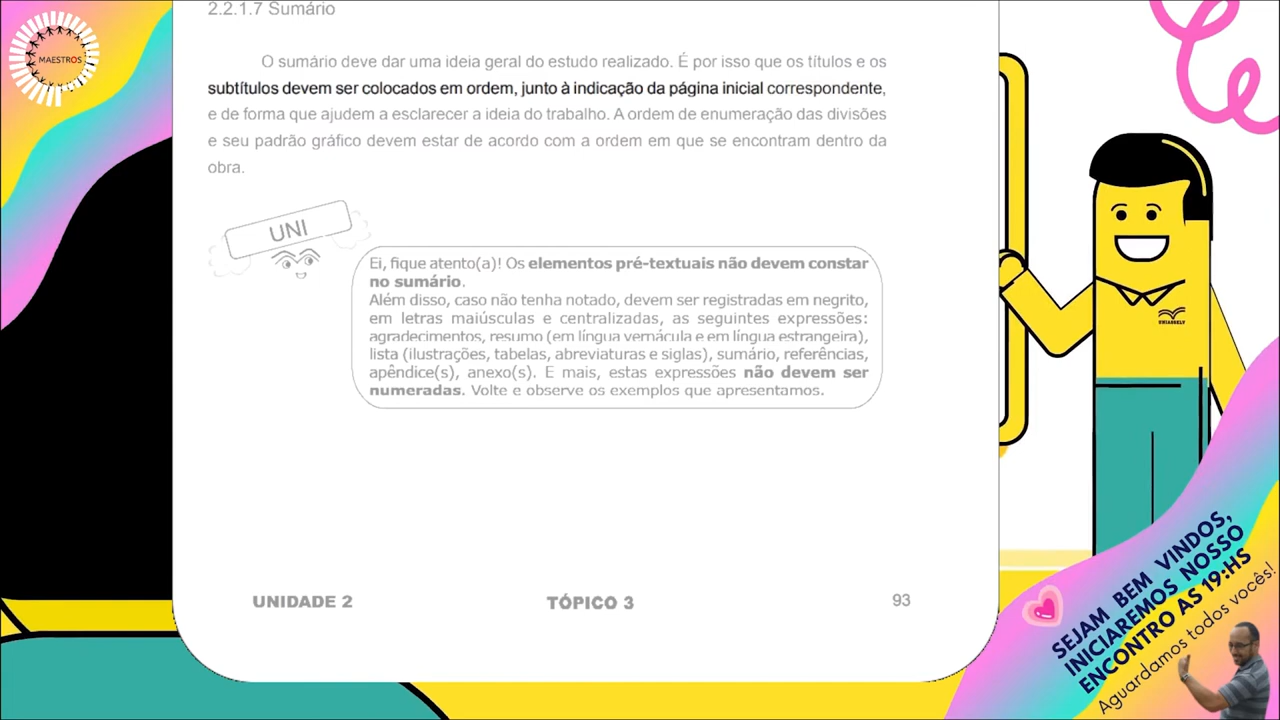 MAESTROS
2.2.1.7 Sumário
O sumário deve dar uma ideia geral do estudo realizado. É por isso que os títulos e os
subtítulos devem ser colocados em ordem, junto à indicação da página inicial correspondente,
e de forma que ajudem a esclarecer a ideia do trabalho. A ordem de enumeração das divisões
e seu padrão gráfico devem estar de acordo com a ordem em que se encontram dentro da
obra.
UNI
Ei, fique atento(a)! Os elementos pré-textuais não devem constar
no sumário.
Além disso, caso não tenha notado, devem ser registradas em negrito,
em letras maiúsculas e centralizadas, as seguintes expressões:
agradecimentos, resumo (em língua vernácula e em língua estrangeira),
lista (ilustrações, tabelas, abreviaturas e siglas), sumário, referências,
apêndice(s), anexo(s). E mais, estas expressões não devem ser
numeradas. Volte e observe os exemplos que apresentamos.
UNIDADE 2
TÓPICO 3
93
UNIASSELVI
SEJAM BEM VINDOS,
INICIAREMOS NOSSO
ENCONTRO AS 19:HS
Aguardamos todos vocês!